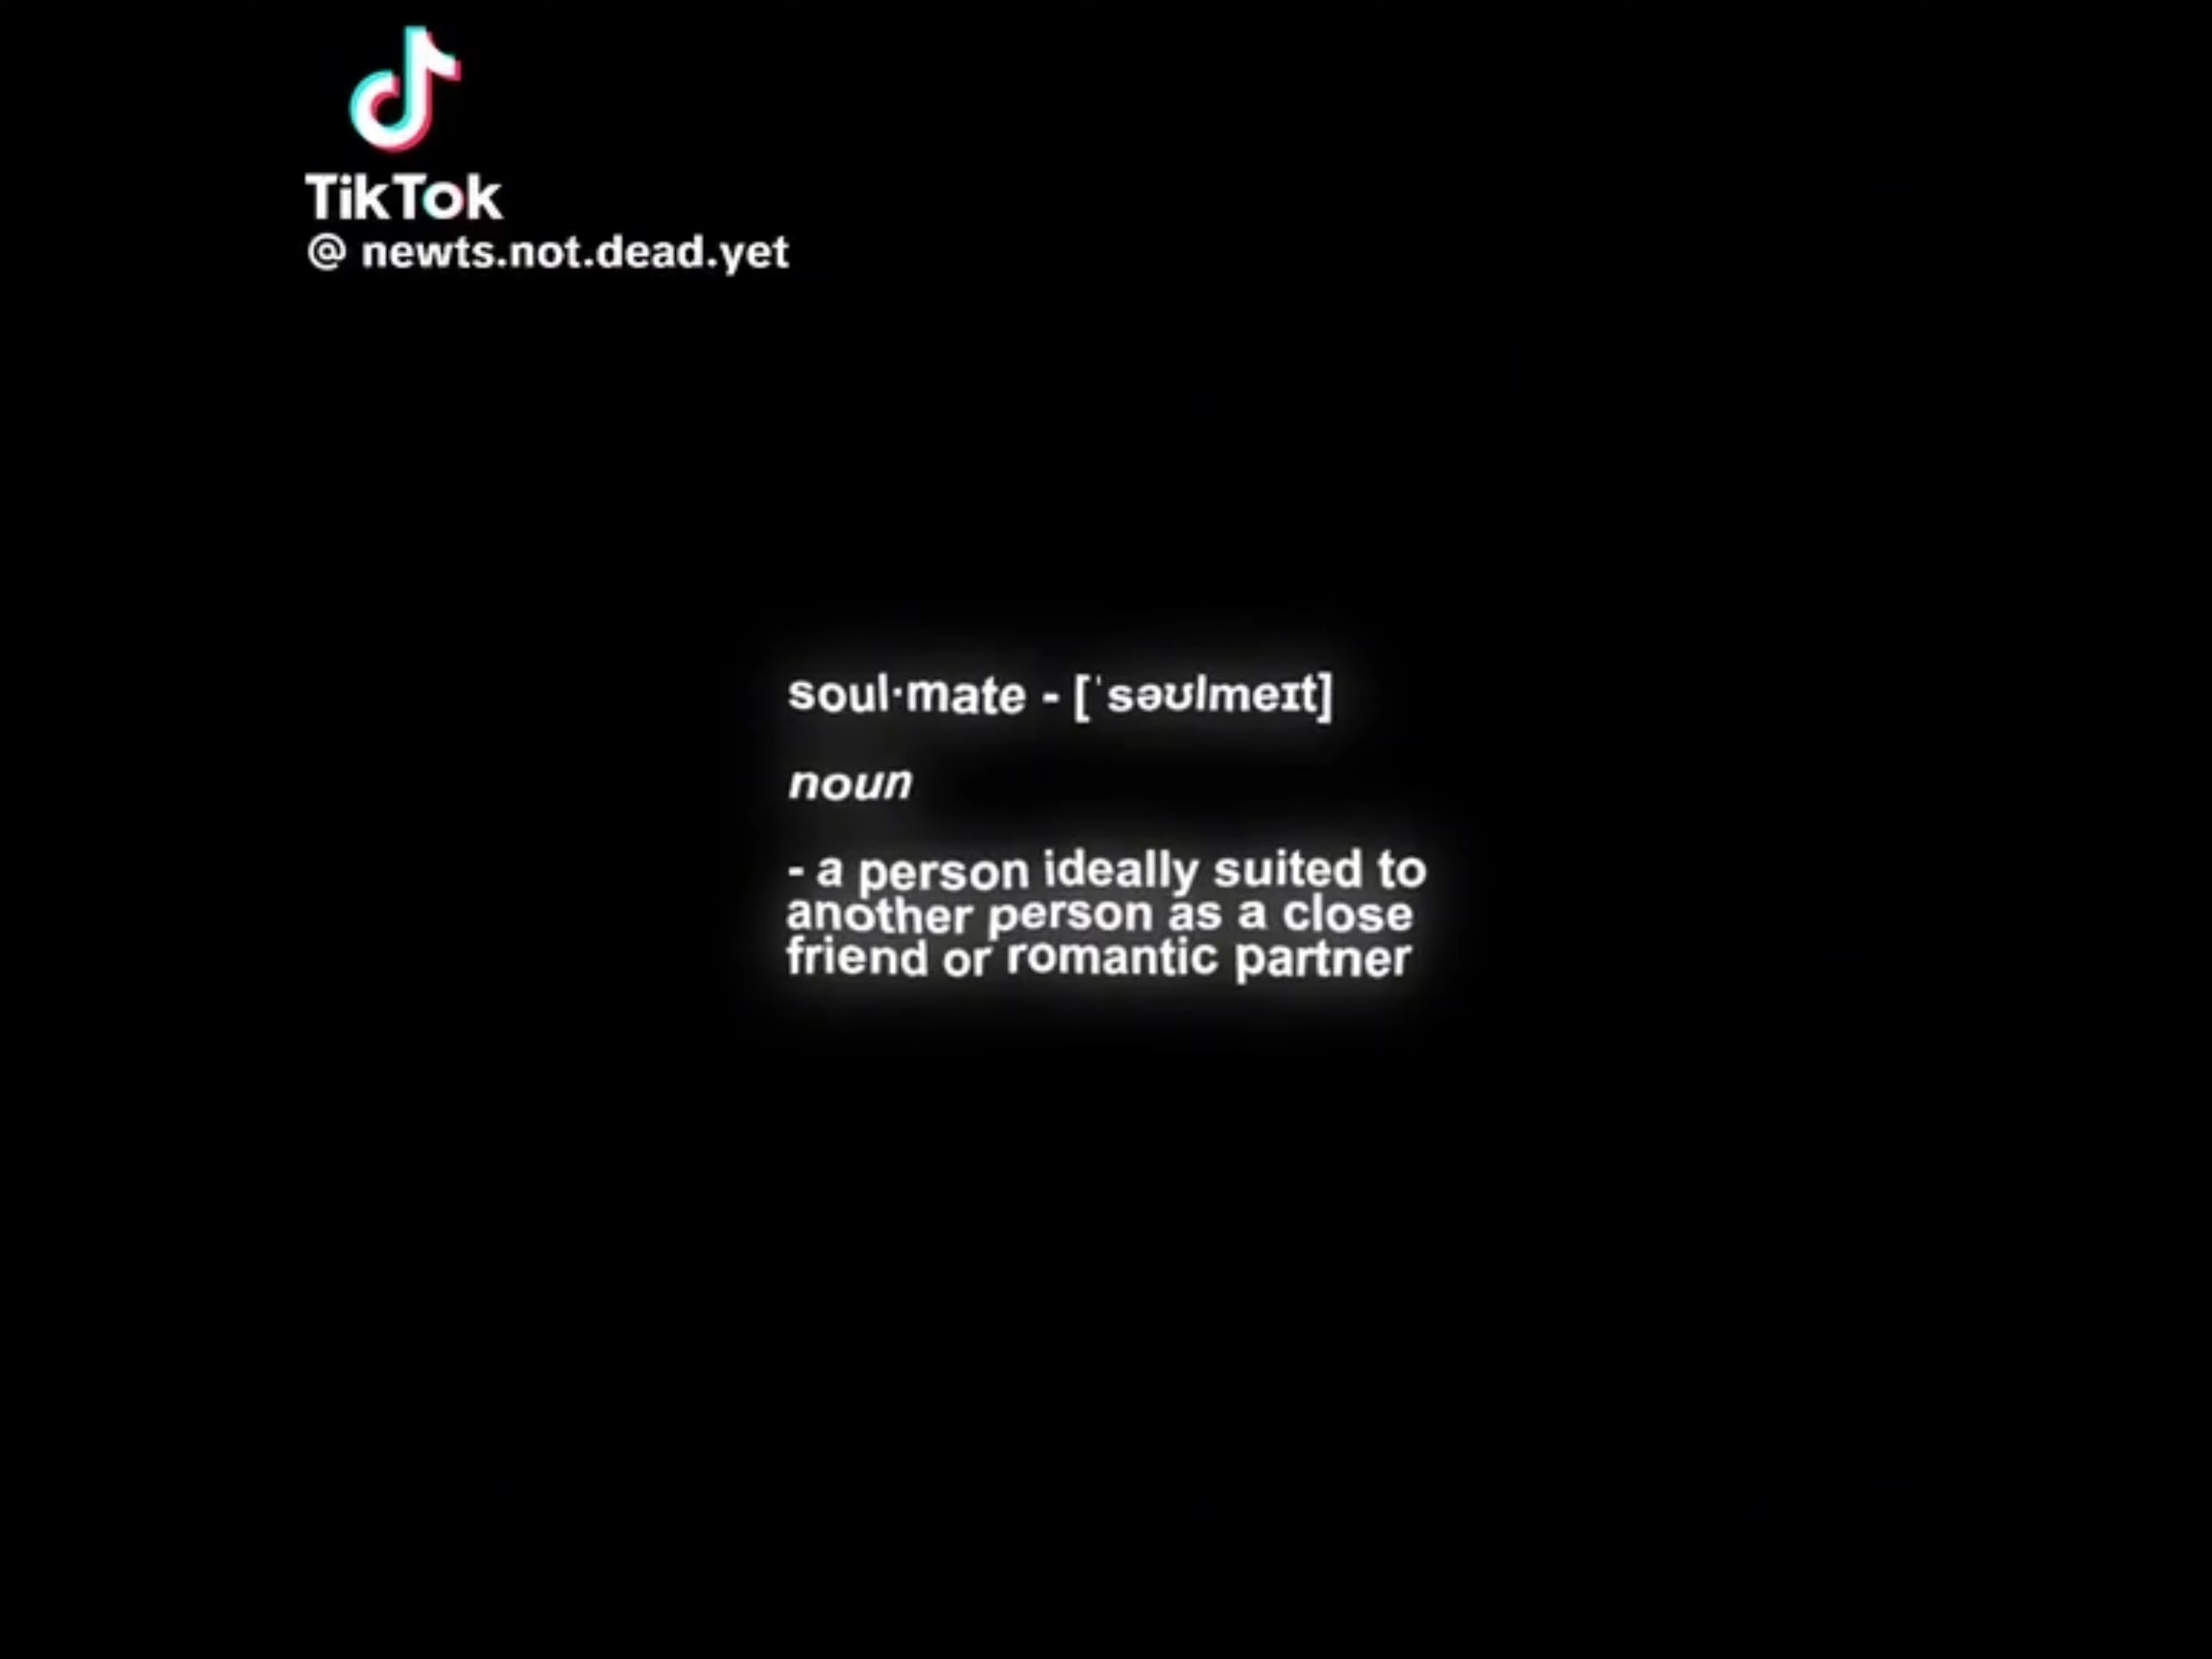 TikTok
@ newts.not.dead.yet
soul·mate - [ˈsəʊlmeɪt]
noun
- a person ideally suited to
another person as a close
friend or romantic partner